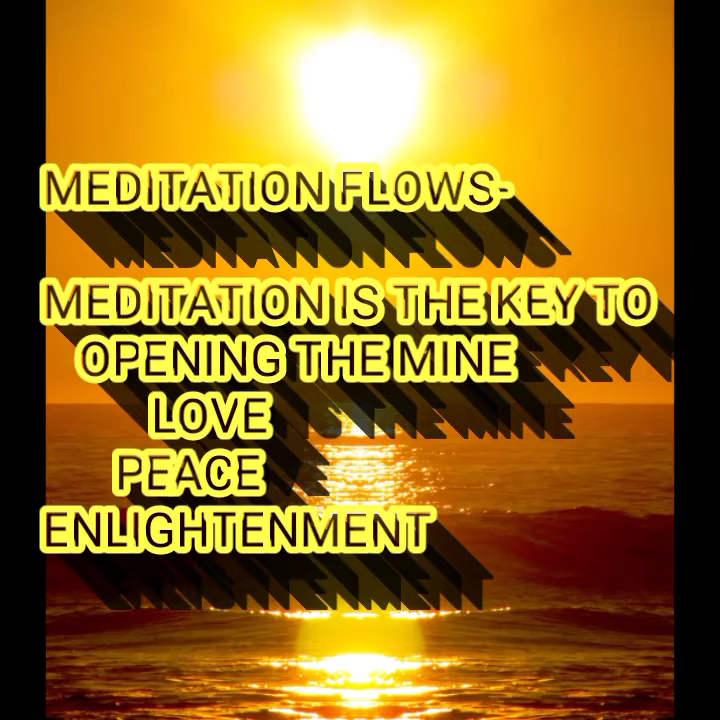 MEDITATION FLOWS-
MEDITATION IS THE KEY TO
OPENING THE MINE
LOVE
PEACE
ENLIGHTENMENT